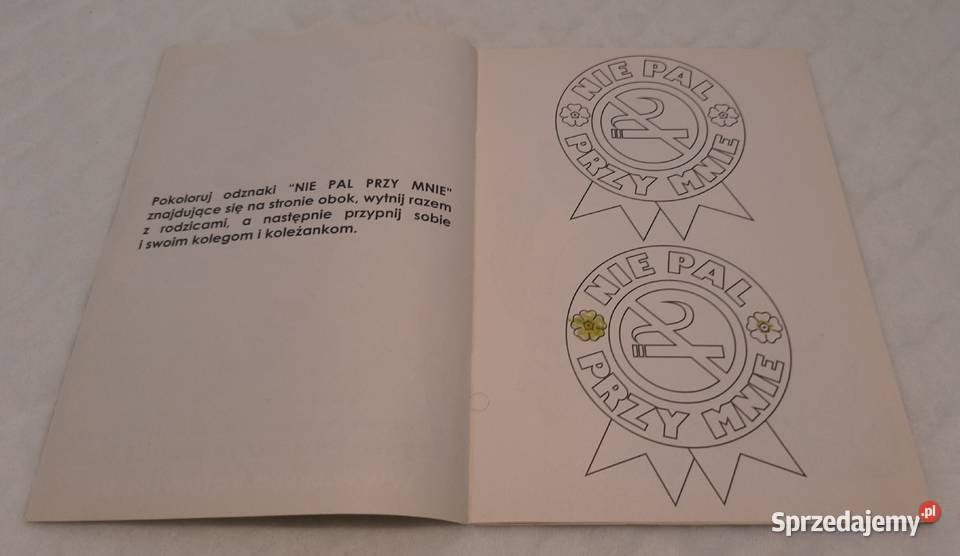 Pokoloruj odznaki "NIE PAL PRZY MNIE"
znajdujące się na stronie obok, wytnij razem
z rodzicami, a następnie przypnij sobie
i swoim kolegom i koleżankom.
NIE PAL
PRZY MNIE
NIE PAL
PRZY MNIE
Sprzedajemy.pl